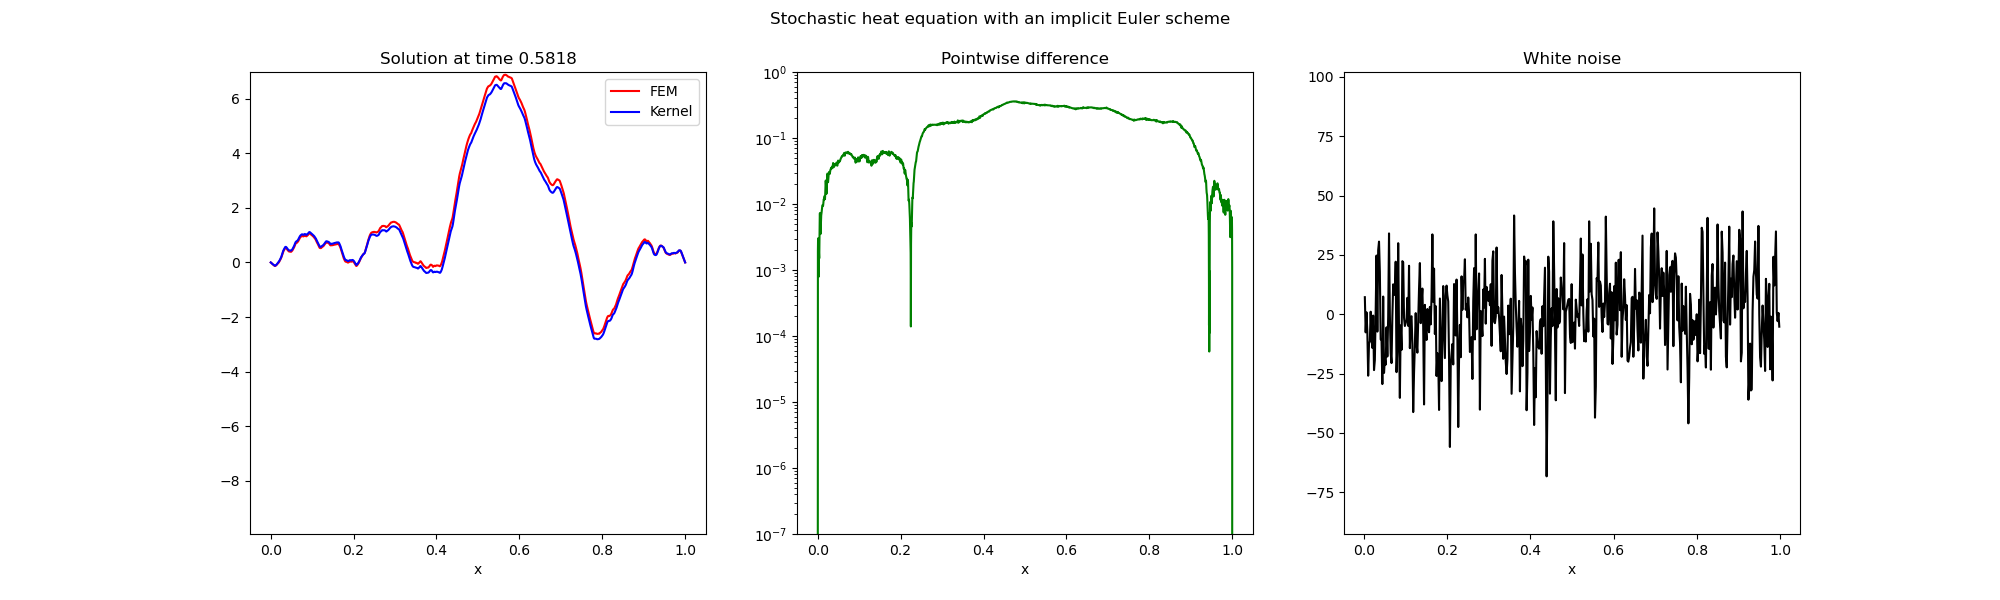 Stochastic heat equation with an implicit Euler scheme
Solution at time 0.5818
FEM
Kernel
6
4
2
0
−2
−4
−6
−8
0.0 0.2 0.4 0.6 0.8 1.0
x
Pointwise difference
10⁰
10⁻¹
10⁻²
10⁻³
10⁻⁴
10⁻⁵
10⁻⁶
10⁻⁷
0.0 0.2 0.4 0.6 0.8 1.0
x
White noise
100
75
50
25
0
−25
−50
−75
0.0 0.2 0.4 0.6 0.8 1.0
x